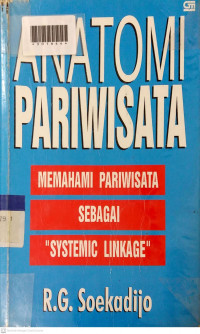 ANATOMI
PARIWISATA
MEMAHAMI PARIWISATA
SEBAGAI
"SYSTEMIC LINKAGE"
R.G. Soekadijo